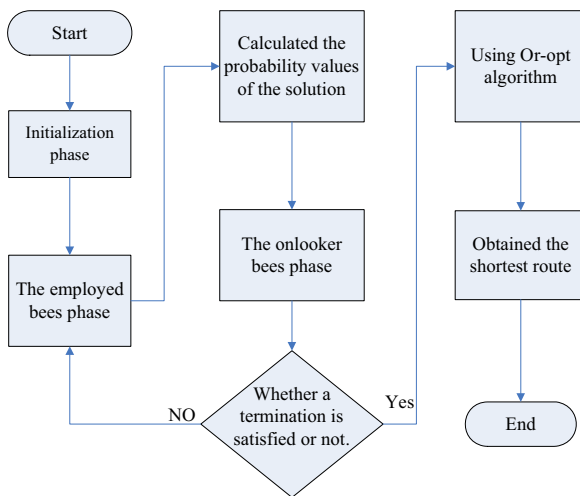 Start
Initialization
phase
The employed
bees phase
Calculated the
probability values
of the solution
The onlooker
bees phase
Whether a
termination is
satisfied or not.
NO
Yes
Using Or-opt
algorithm
Obtained the
shortest route
End